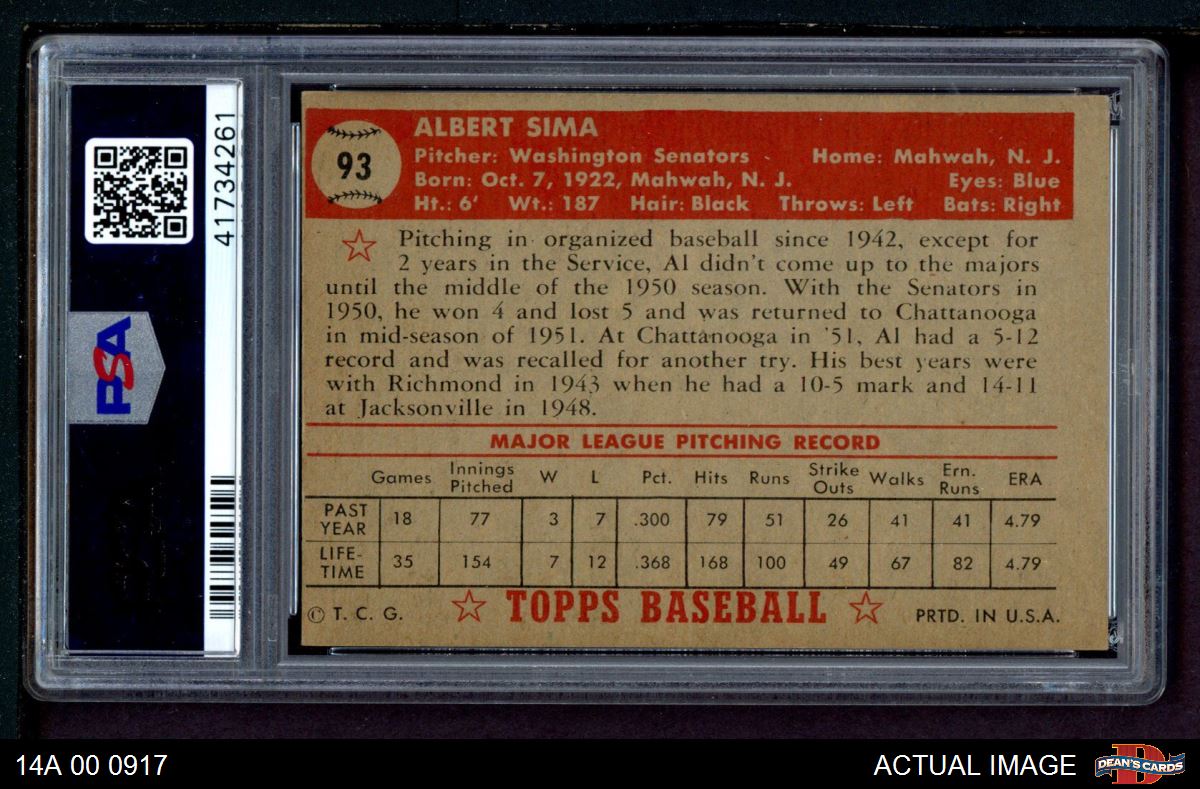 41734261
PSA
93
ALBERT SIMA
Pitcher: Washington Senators Home: Mahwah, N. J.
Born: Oct. 7, 1922, Mahwah, N. J. Eyes: Blue
Ht.: 6' Wt.: 187 Hair: Black Throws: Left Bats: Right
Pitching in organized baseball since 1942, except for
2 years in the Service, Al didn't come up to the majors
until the middle of the 1950 season. With the Senators in
1950, he won 4 and lost 5 and was returned to Chattanooga
in mid-season of 1951. At Chattanooga in '51, Al had a 5-12
record and was recalled for another try. His best years were
with Richmond in 1943 when he had a 10-5 mark and 14-11
at Jacksonville in 1948.
MAJOR LEAGUE PITCHING RECORD
Games Innings Pitched W L Pct. Hits Runs Strike Outs Walks Ern. Runs ERA
PAST YEAR 18 77 3 7 .300 79 51 26 41 41 4.79
LIFE-TIME 35 154 7 12 .368 168 100 49 67 82 4.79
© T. C. G. TOPPS BASEBALL PRTD. IN U.S.A.
14A 00 0917 ACTUAL IMAGE DEAN'S CARDS